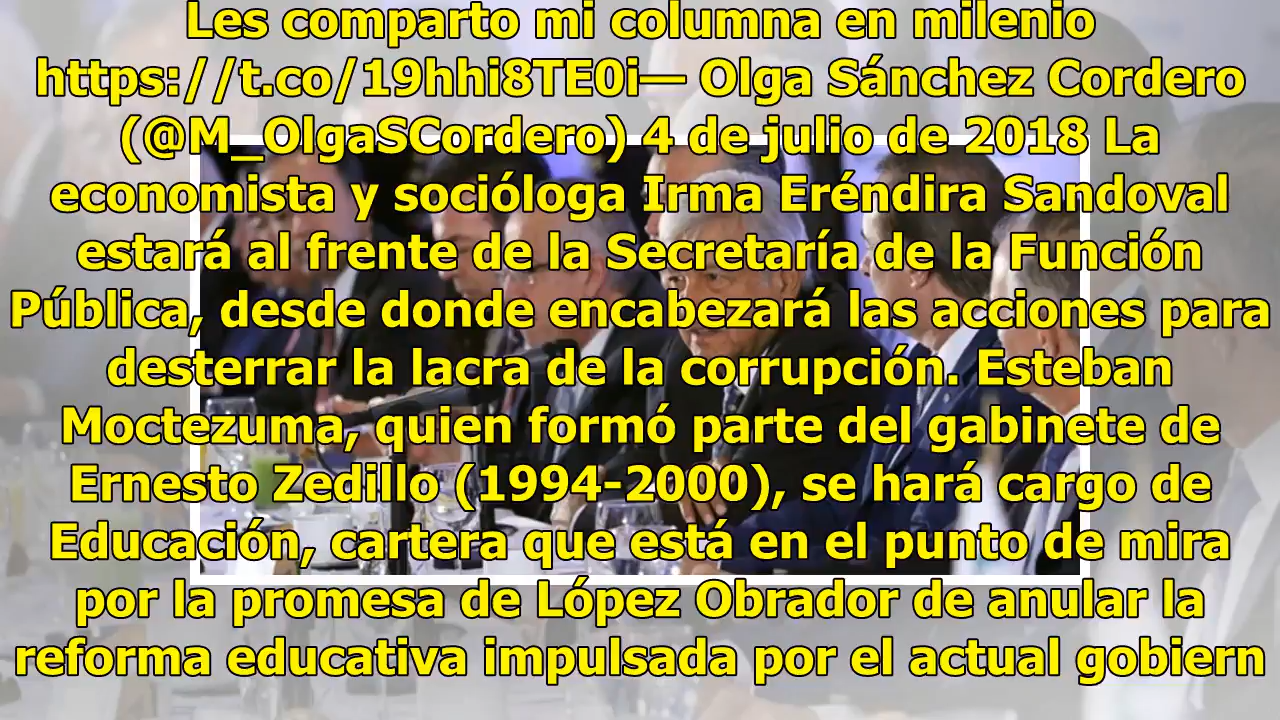 Les comparto mi columna en milenio
https://t.co/19hhi8TE0i— Olga Sánchez Cordero
(@M_OlgaSCordero) 4 de julio de 2018 La
economista y socióloga Irma Eréndira Sandoval
estará al frente de la Secretaría de la Función
Pública, desde donde encabezará las acciones para
desterrar la lacra de la corrupción. Esteban
Moctezuma, quien formó parte del gabinete de
Ernesto Zedillo (1994-2000), se hará cargo de
Educación, cartera que está en el punto de mira
por la promesa de López Obrador de anular la
reforma educativa impulsada por el actual gobiern